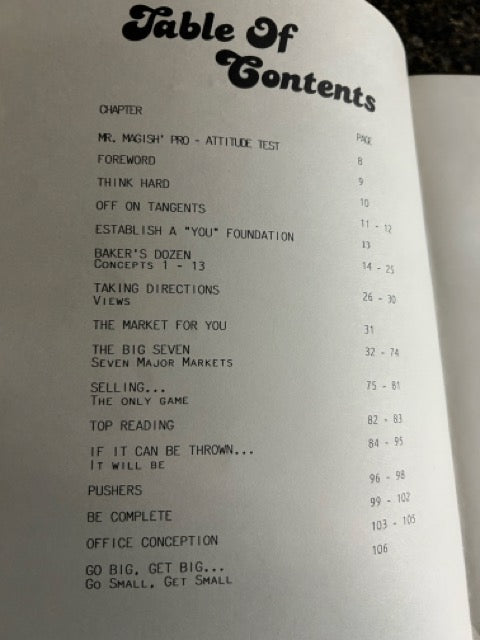 Table Of
Contents
CHAPTER PAGE
MR. MAGISH' PRO - ATTITUDE TEST 8
FOREWORD 9
THINK HARD 10
OFF ON TANGENTS 11 - 12
ESTABLISH A "YOU" FOUNDATION 13
BAKER'S DOZEN 14 - 25
CONCEPTS 1 - 13
TAKING DIRECTIONS 26 - 30
VIEWS
THE MARKET FOR YOU 31
THE BIG SEVEN 32 - 74
SEVEN MAJOR MARKETS
SELLING... 75 - 81
THE ONLY GAME
TOP READING 82 - 83
IF IT CAN BE THROWN... 84 - 95
IT WILL BE
PUSHERS 96 - 98
BE COMPLETE 99 - 102
OFFICE CONCEPTION 103 - 105
GO BIG, GET BIG... 106
GO SMALL, GET SMALL